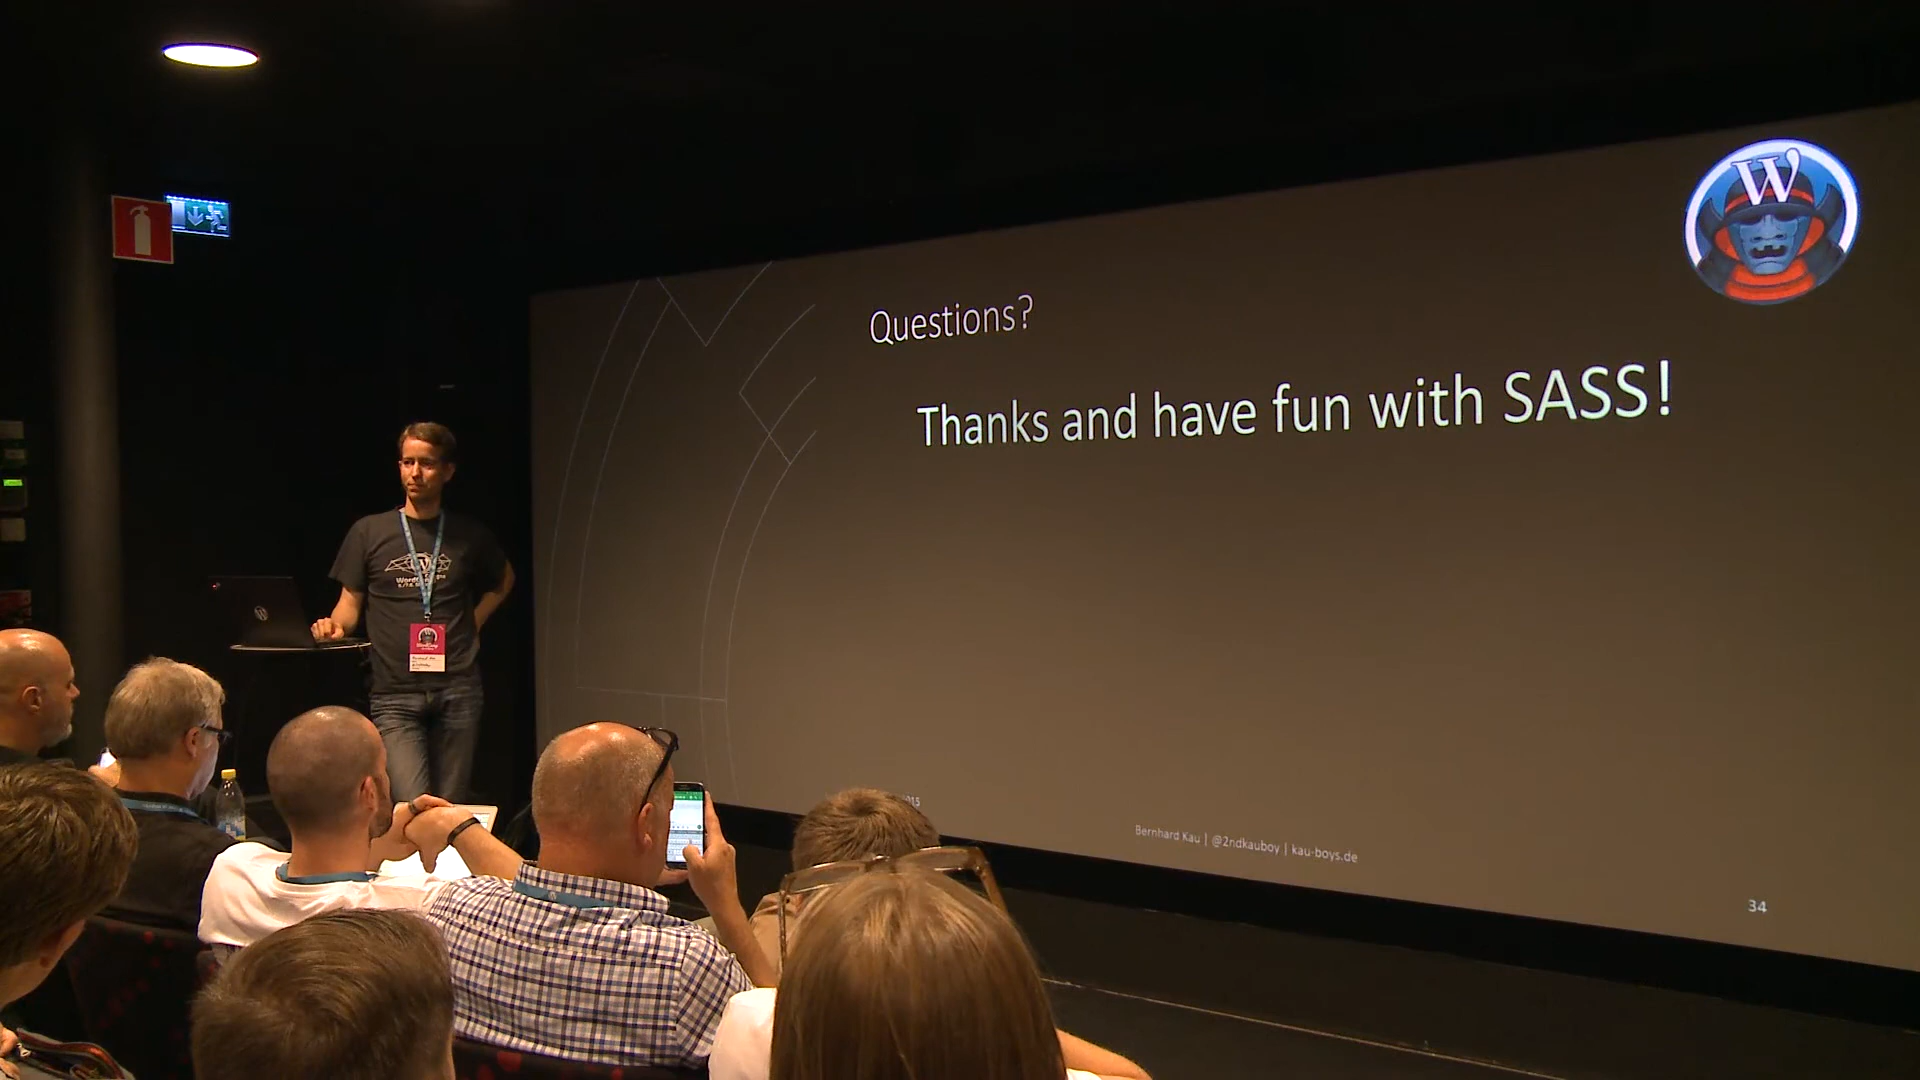 W
Questions?
Thanks and have fun with SASS!
Bernhard Kau | @2ndkauboy | kau-boys.de
34